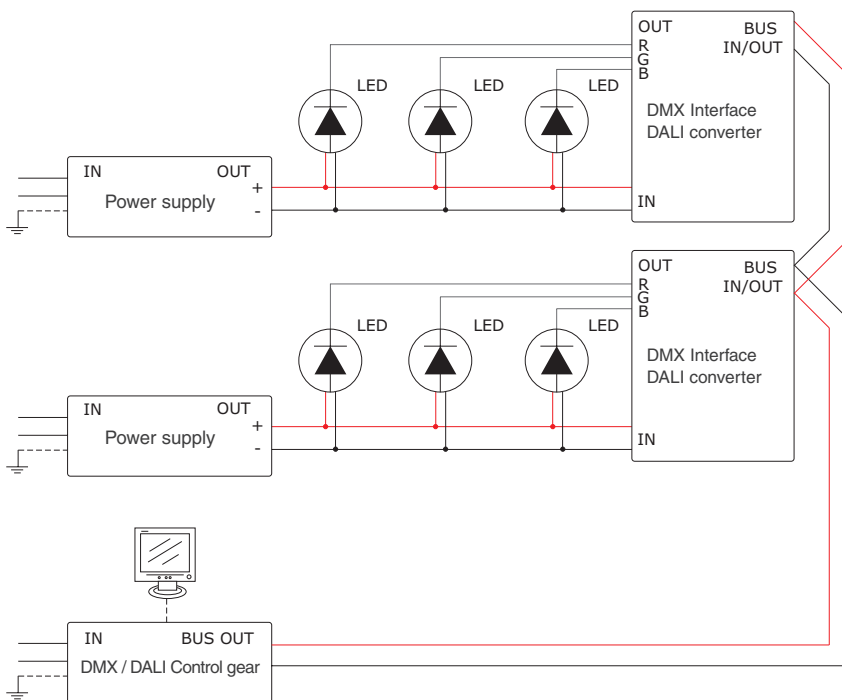 OUT BUS
R IN/OUT
G
B
LED LED LED
DMX Interface
DALI converter
IN OUT
+
Power supply
-
IN
OUT BUS
R IN/OUT
G
B
LED LED LED
DMX Interface
DALI converter
IN OUT
+
Power supply
-
IN
IN BUS OUT
DMX / DALI Control gear